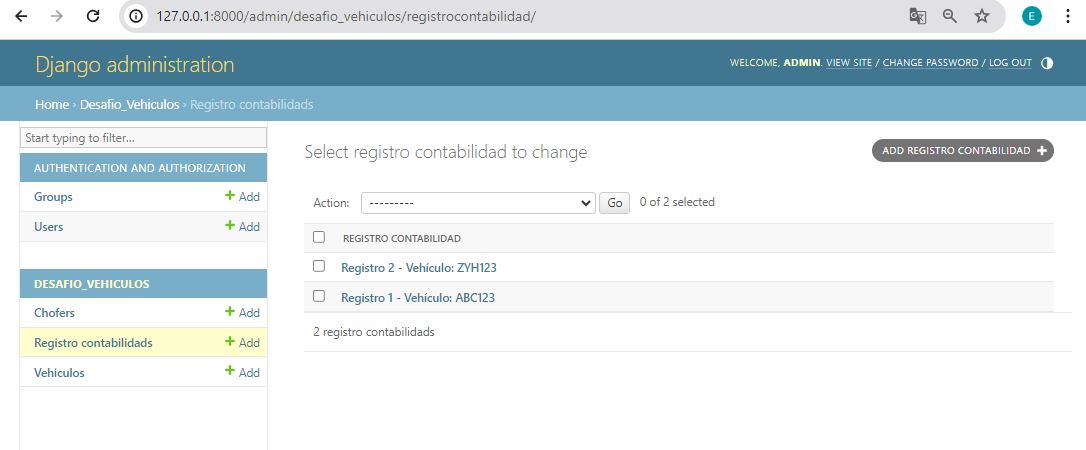 127.0.0.1:8000/admin/desafio_vehiculos/registrocontabilidad/
E
Django administration
WELCOME, ADMIN. VIEW SITE / CHANGE PASSWORD / LOG OUT
Home › Desafio_Vehiculos › Registro contabilidads
Start typing to filter...
AUTHENTICATION AND AUTHORIZATION
Groups + Add
Users + Add
DESAFIO_VEHICULOS
Chofers + Add
Registro contabilidads + Add
Vehiculos + Add
Select registro contabilidad to change
ADD REGISTRO CONTABILIDAD +
Action: --------- Go 0 of 2 selected
REGISTRO CONTABILIDAD
Registro 2 - Vehículo: ZYH123
Registro 1 - Vehículo: ABC123
2 registro contabilidads